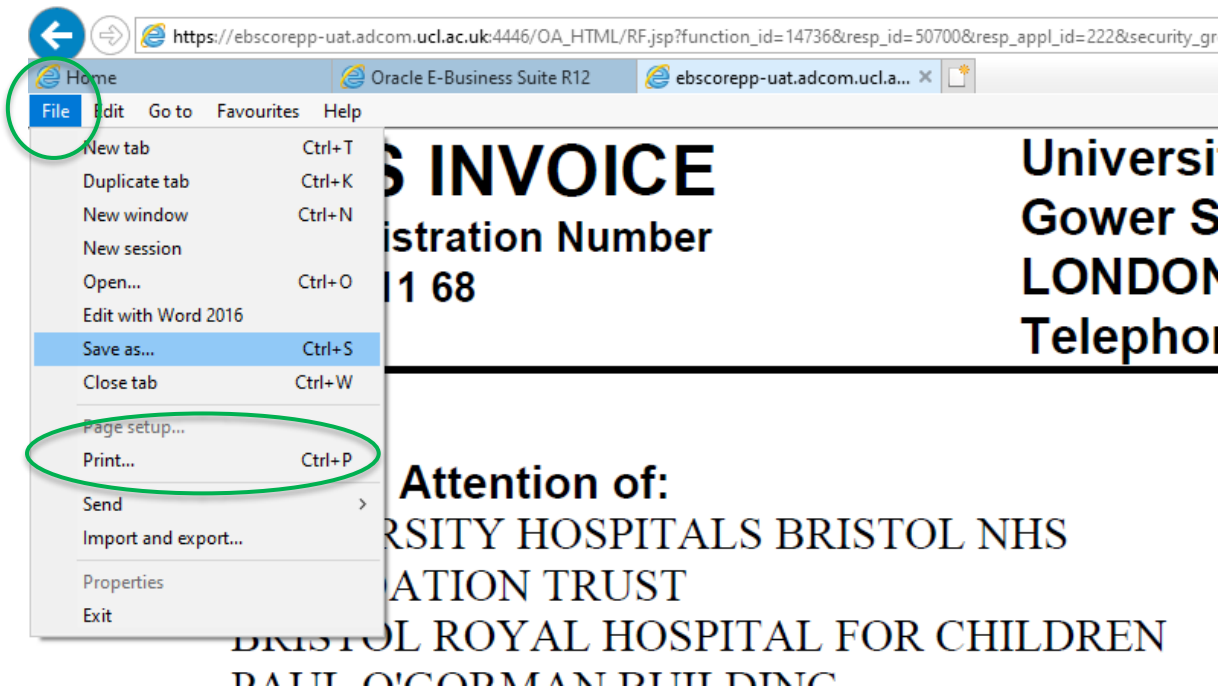 https://ebscorepp-uat.adcom.ucl.ac.uk:4446/OA_HTML/RF.jsp?function_id=14736&resp_id=50700&resp_appl_id=222&security_gr
Home Oracle E-Business Suite R12 ebscorepp-uat.adcom.ucl.a... ×
File Edit Go to Favourites Help
New tab Ctrl+T
Duplicate tab Ctrl+K
New window Ctrl+N
New session
Open... Ctrl+O
Edit with Word 2016
Save as... Ctrl+S
Close tab Ctrl+W
Page setup...
Print... Ctrl+P
Send >
Import and export...
Properties
Exit
S INVOICE
istration Number
11 68
Universi
Gower S
LONDON
Telephor
Attention of:
RSITY HOSPITALS BRISTOL NHS
DATION TRUST
BRISTOL ROYAL HOSPITAL FOR CHILDREN
PAUL O'GORMAN BUILDING